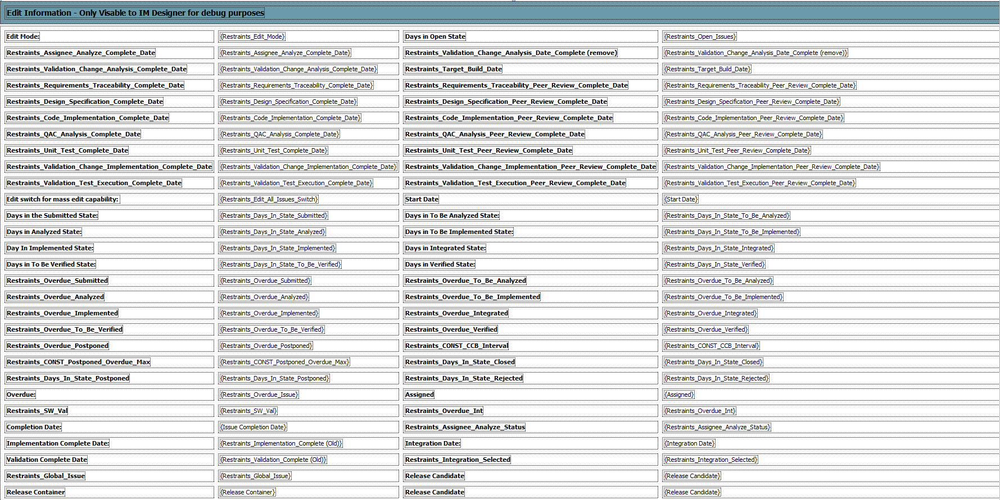 Edit Information - Only Visable to IM Designer for debug purposes
Edit Mode: {Restraints_Edit_Mode} Days in Open State {Restraints_Open_Issues}
Restraints_Assignee_Analyze_Complete_Date {Restraints_Assignee_Analyze_Complete_Date} Restraints_Validation_Change_Analysis_Date_Complete (remove) {Restraints_Validation_Change_Analysis_Date_Complete (remove)}
Restraints_Validation_Change_Analysis_Complete_Date {Restraints_Validation_Change_Analysis_Complete_Date} Restraints_Target_Build_Date {Restraints_Target_Build_Date}
Restraints_Requirements_Traceability_Complete_Date {Restraints_Requirements_Traceability_Complete_Date} Restraints_Requirements_Traceability_Peer_Review_Complete_Date {Restraints_Requirements_Traceability_Peer_Review_Complete_Date}
Restraints_Design_Specification_Complete_Date {Restraints_Design_Specification_Complete_Date} Restraints_Design_Specification_Peer_Review_Complete_Date {Restraints_Design_Specification_Peer_Review_Complete_Date}
Restraints_Code_Implementation_Complete_Date {Restraints_Code_Implementation_Complete_Date} Restraints_Code_Implementation_Peer_Review_Complete_Date {Restraints_Code_Implementation_Peer_Review_Complete_Date}
Restraints_QAC_Analysis_Complete_Date {Restraints_QAC_Analysis_Complete_Date} Restraints_QAC_Analysis_Peer_Review_Complete_Date {Restraints_QAC_Analysis_Peer_Review_Complete_Date}
Restraints_Unit_Test_Complete_Date {Restraints_Unit_Test_Complete_Date} Restraints_Unit_Test_Peer_Review_Complete_Date {Restraints_Unit_Test_Peer_Review_Complete_Date}
Restraints_Validation_Change_Implementation_Complete_Date {Restraints_Validation_Change_Implementation_Complete_Date} Restraints_Validation_Change_Implementation_Peer_Review_Complete_Date {Restraints_Validation_Change_Implementation_Peer_Review_Complete_Date}
Restraints_Validation_Test_Execution_Complete_Date {Restraints_Validation_Test_Execution_Complete_Date} Restraints_Validation_Test_Execution_Peer_Review_Complete_Date {Restraints_Validation_Test_Execution_Peer_Review_Complete_Date}
Edit switch for mass edit capability: {Restraints_Edit_All_Issues_Switch} Start Date {Start Date}
Days in the Submitted State: {Restraints_Days_In_State_Submitted} Days in To Be Analyzed State: {Restraints_Days_In_State_To_Be_Analyzed}
Days in Analyzed State: {Restraints_Days_In_State_Analyzed} Days in To Be Implemented State: {Restraints_Days_In_State_To_Be_Implemented}
Day In Implemented State: {Restraints_Days_In_State_Implemented} Days in Integrated State: {Restraints_Days_In_State_Integrated}
Days in To Be Verified State: {Restraints_Days_In_State_To_Be_Verified} Days in Verified State: {Restraints_Days_In_State_Verified}
Restraints_Overdue_Submitted {Restraints_Overdue_Submitted} Restraints_Overdue_To_Be_Analyzed {Restraints_Overdue_To_Be_Analyzed}
Restraints_Overdue_Analyzed {Restraints_Overdue_Analyzed} Restraints_Overdue_To_Be_Implemented {Restraints_Overdue_To_Be_Implemented}
Restraints_Overdue_Implemented {Restraints_Overdue_Implemented} Restraints_Overdue_Integrated {Restraints_Overdue_Integrated}
Restraints_Overdue_To_Be_Verified {Restraints_Overdue_To_Be_Verified} Restraints_Overdue_Verified {Restraints_Overdue_Verified}
Restraints_Overdue_Postponed {Restraints_Overdue_Postponed} Restraints_CONST_CCB_Interval {Restraints_CONST_CCB_Interval}
Restraints_CONST_Postponed_Overdue_Max {Restraints_CONST_Postponed_Overdue_Max} Restraints_Days_In_State_Closed {Restraints_Days_In_State_Closed}
Restraints_Days_In_State_Postponed {Restraints_Days_In_State_Postponed} Restraints_Days_In_State_Rejected {Restraints_Days_In_State_Rejected}
Overdue: {Restraints_Overdue_Issue} Assigned {Assigned}
Restraints_SW_Val {Restraints_SW_Val} Restraints_Overdue_Int {Restraints_Overdue_Int}
Completion Date: {Issue Completion Date} Restraints_Assignee_Analyze_Status {Restraints_Assignee_Analyze_Status}
Implementation Complete Date: {Restraints_Implementation_Complete (Old)} Integration Date: {Integration Date}
Validation Complete Date {Restraints_Validation_Complete (Old)} Restraints_Integration_Selected {Restraints_Integration_Selected}
Restraints_Global_Issue {Restraints_Global_Issue} Release Candidate {Release Candidate}
Release Container {Release Container} Release Candidate {Release Candidate}